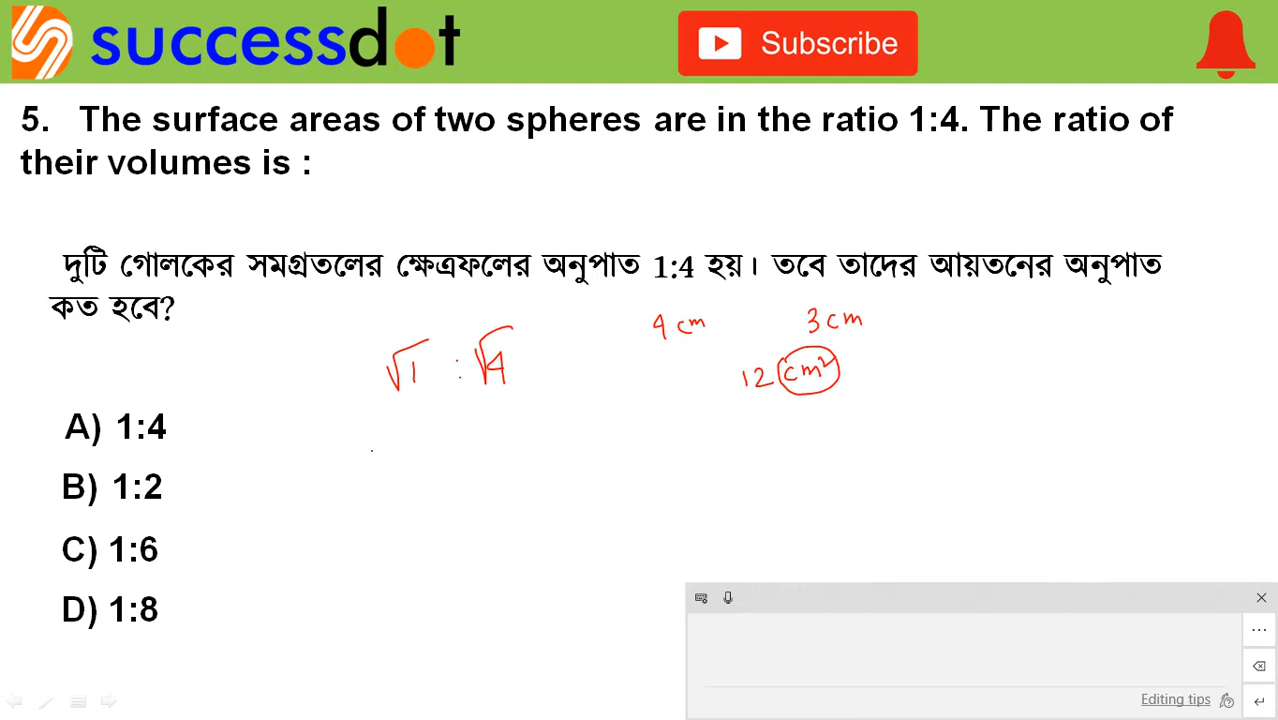 successdot
Subscribe
5. The surface areas of two spheres are in the ratio 1:4. The ratio of
their volumes is :
দুটি গোলকের সমগ্রতলের ক্ষেত্রফলের অনুপাত 1:4 হয়। তবে তাদের আয়তনের অনুপাত
কত হবে?
4 cm 3 cm
√1 : √4 12 cm²
A) 1:4
B) 1:2
C) 1:6
D) 1:8
Editing tips